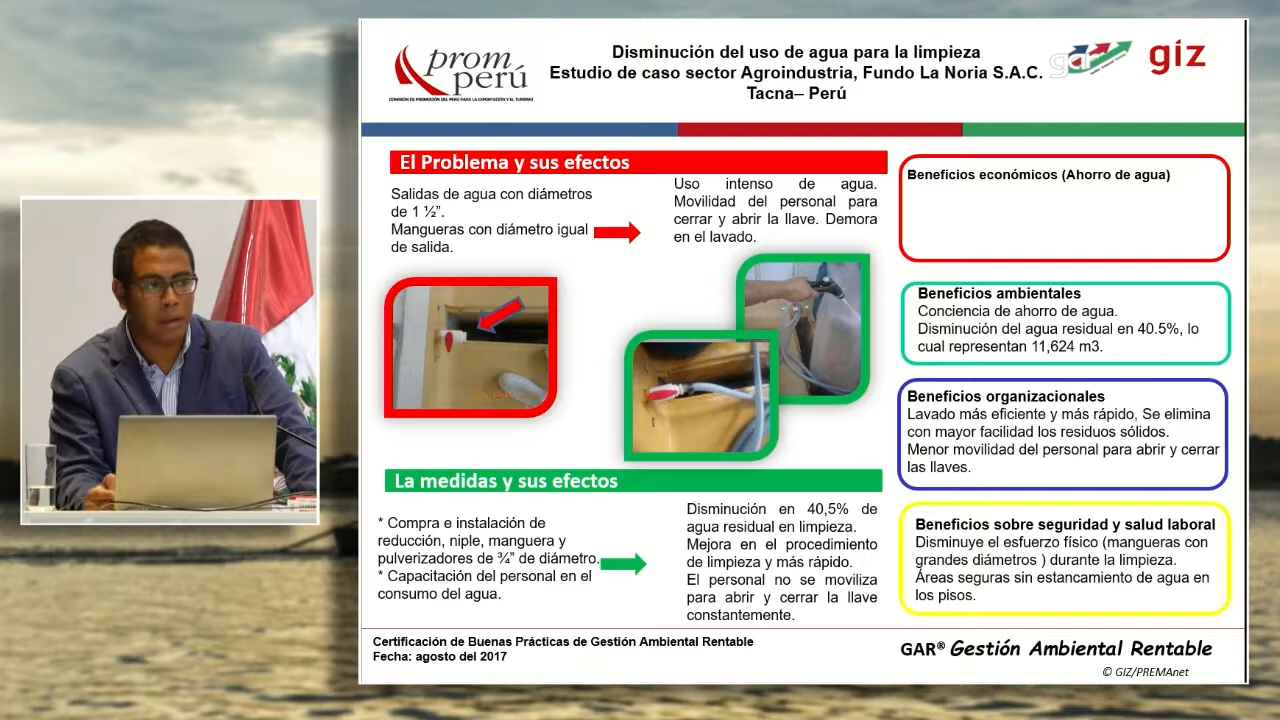 prom
perú
COMISIÓN DE PROMOCIÓN DEL PERÚ PARA LA EXPORTACIÓN Y EL TURISMO
Disminución del uso de agua para la limpieza
Estudio de caso sector Agroindustria, Fundo La Noria S.A.C.
Tacna– Perú
gar
giz
El Problema y sus efectos
Salidas de agua con diámetros
de 1 ½”.
Mangueras con diámetro igual
de salida.
Uso intenso de agua.
Movilidad del personal para
cerrar y abrir la llave. Demora
en el lavado.
La medidas y sus efectos
* Compra e instalación de
reducción, niple, manguera y
pulverizadores de ¾” de diámetro.
* Capacitación del personal en el
consumo del agua.
Disminución en 40,5% de
agua residual en limpieza.
Mejora en el procedimiento
de limpieza y más rápido.
El personal no se moviliza
para abrir y cerrar la llave
constantemente.
Beneficios económicos (Ahorro de agua)
Beneficios ambientales
Conciencia de ahorro de agua.
Disminución del agua residual en 40.5%, lo
cual representan 11,624 m3.
Beneficios organizacionales
Lavado más eficiente y más rápido, Se elimina
con mayor facilidad los residuos sólidos.
Menor movilidad del personal para abrir y cerrar
las llaves.
Beneficios sobre seguridad y salud laboral
Disminuye el esfuerzo físico (mangueras con
grandes diámetros ) durante la limpieza.
Áreas seguras sin estancamiento de agua en
los pisos.
Certificación de Buenas Prácticas de Gestión Ambiental Rentable
Fecha: agosto del 2017
GAR® Gestión Ambiental Rentable
© GIZ/PREMAnet